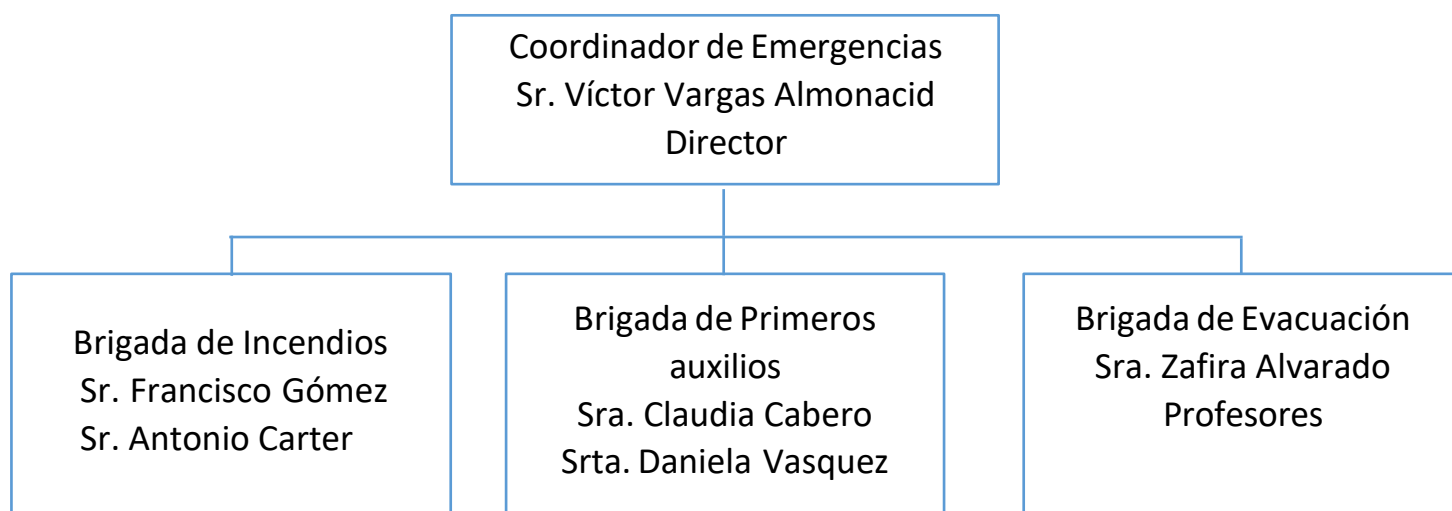 Coordinador de Emergencias
Sr. Víctor Vargas Almonacid
Director
Brigada de Incendios
Sr. Francisco Gómez
Sr. Antonio Carter
Brigada de Primeros
auxilios
Sra. Claudia Cabero
Srta. Daniela Vasquez
Brigada de Evacuación
Sra. Zafira Alvarado
Profesores